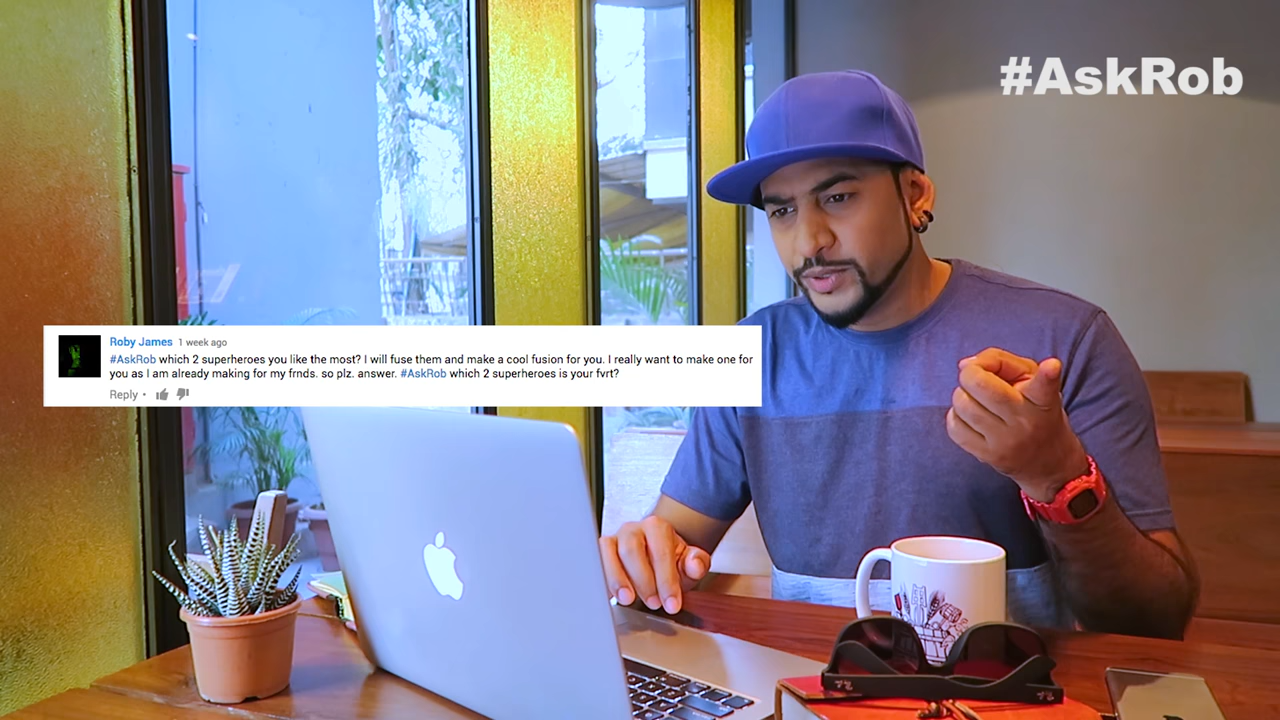 #AskRob
Roby James 1 week ago
#AskRob which 2 superheroes you like the most? I will fuse them and make a cool fusion for you. I really want to make one for
you as I am already making for my frnds. so plz. answer. #AskRob which 2 superheroes is your fvrt?
Reply •